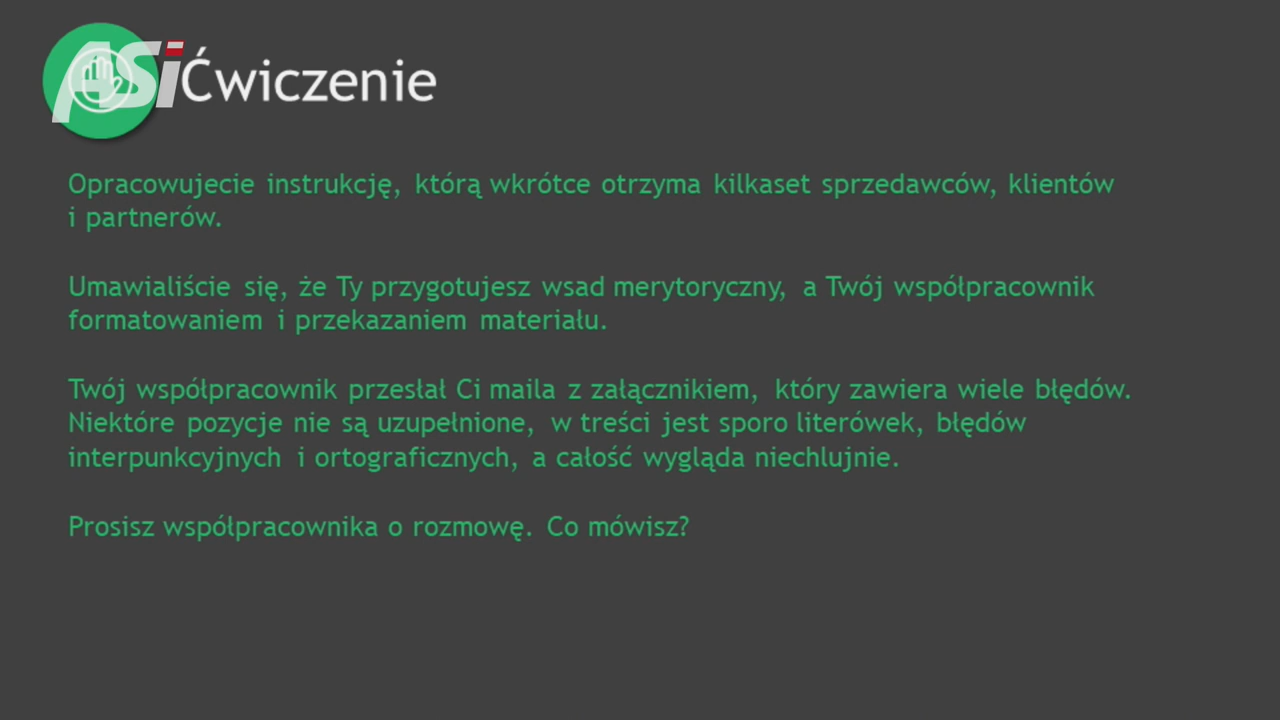 ASi
Ćwiczenie
Opracowujecie instrukcję, którą wkrótce otrzyma kilkaset sprzedawców, klientów
i partnerów.
Umawialiście się, że Ty przygotujesz wsad merytoryczny, a Twój współpracownik
formatowaniem i przekazaniem materiału.
Twój współpracownik przesłał Ci maila z załącznikiem, który zawiera wiele błędów.
Niektóre pozycje nie są uzupełnione, w treści jest sporo literówek, błędów
interpunkcyjnych i ortograficznych, a całość wygląda niechlujnie.
Prosisz współpracownika o rozmowę. Co mówisz?